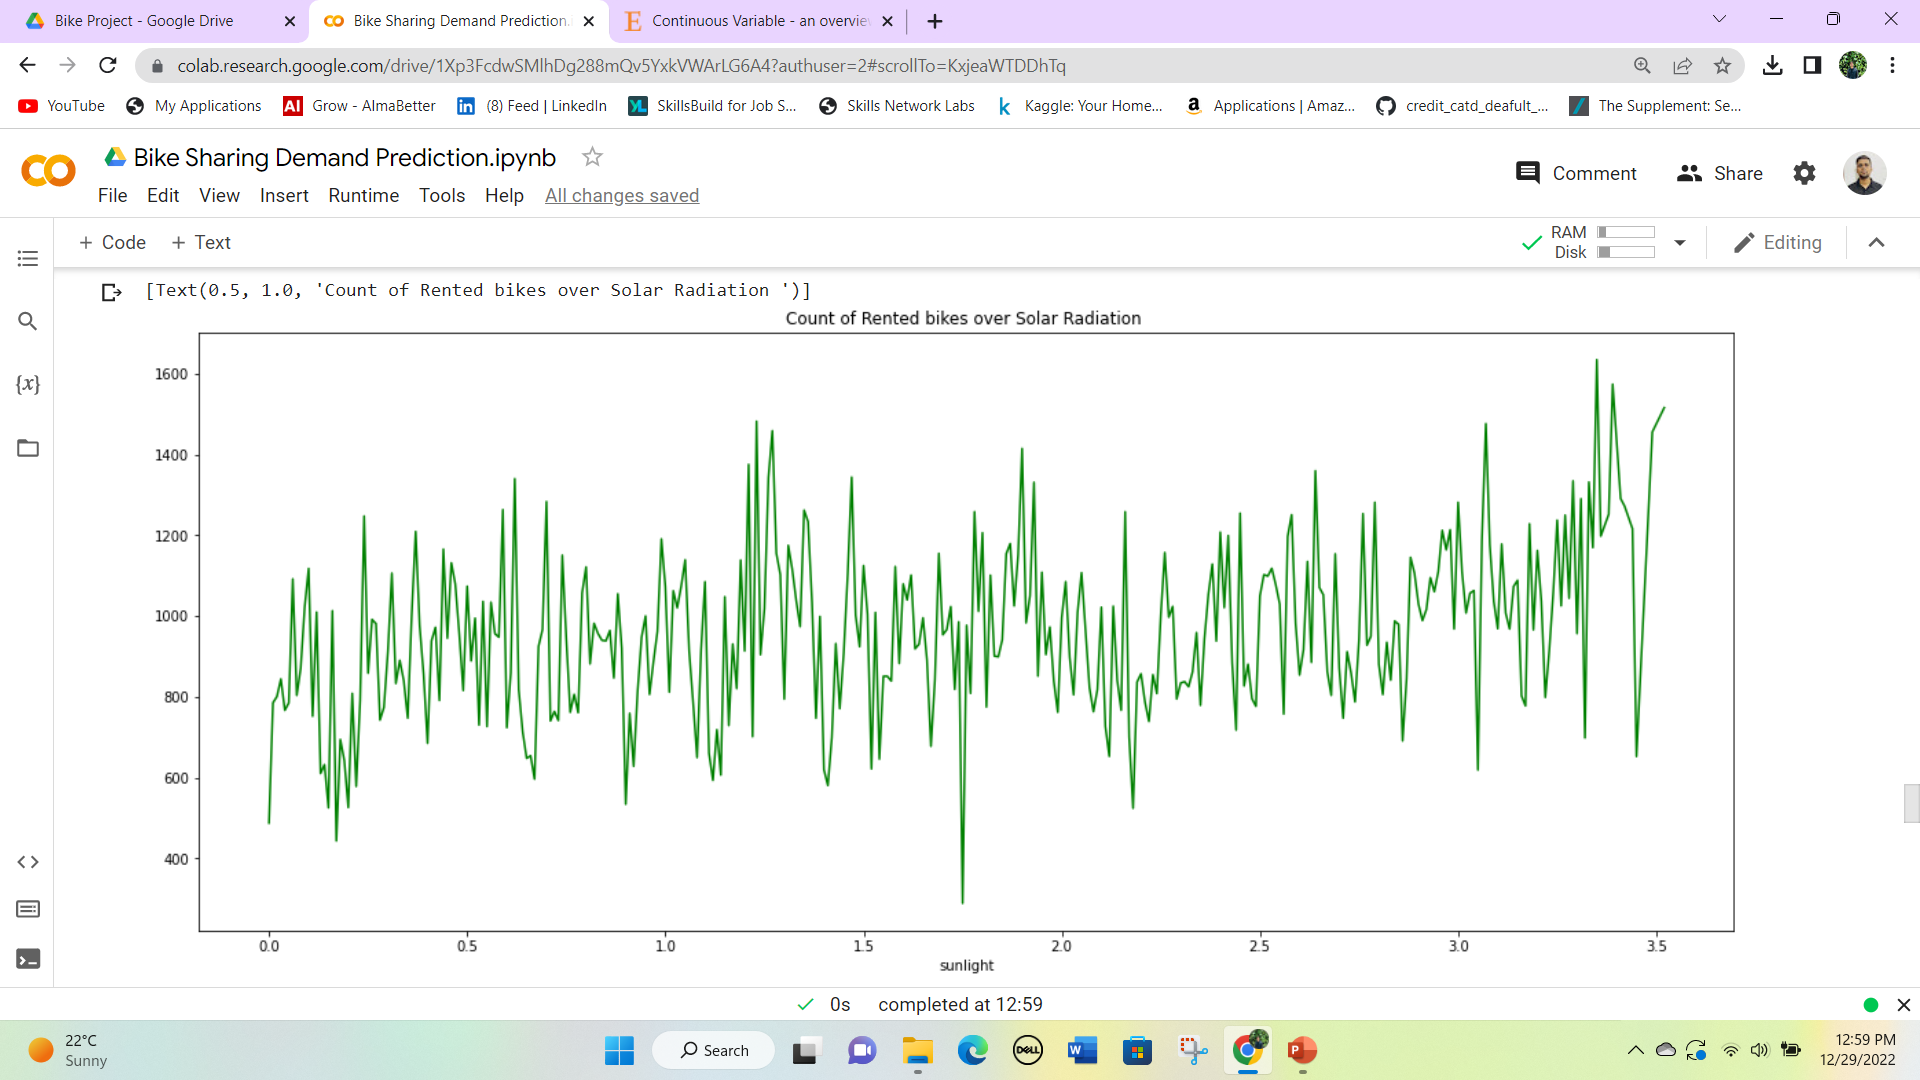 Bike Project - Google Drive
Bike Sharing Demand Prediction.
Continuous Variable - an overvie
colab.research.google.com/drive/1Xp3FcdwSMlhDg288mQv5YxkVWArLG6A4?authuser=2#scrollTo=KxjeaWTDDhTq
YouTube
My Applications
AI Grow - AlmaBetter
in (8) Feed | LinkedIn
YL SkillsBuild for Job S...
Skills Network Labs
k Kaggle: Your Home...
a Applications | Amaz...
credit_catd_deafult_...
The Supplement: Se...
Bike Sharing Demand Prediction.ipynb
Comment
Share
File Edit View Insert Runtime Tools Help All changes saved
+ Code + Text
RAM
Disk
Editing
{x}
[Text(0.5, 1.0, 'Count of Rented bikes over Solar Radiation ')]
Count of Rented bikes over Solar Radiation
1600
1400
1200
1000
800
600
400
0.0 0.5 1.0 1.5 2.0 2.5 3.0 3.5
sunlight
0s completed at 12:59
22°C
Sunny
Search
DELL
W
P
12:59 PM
12/29/2022